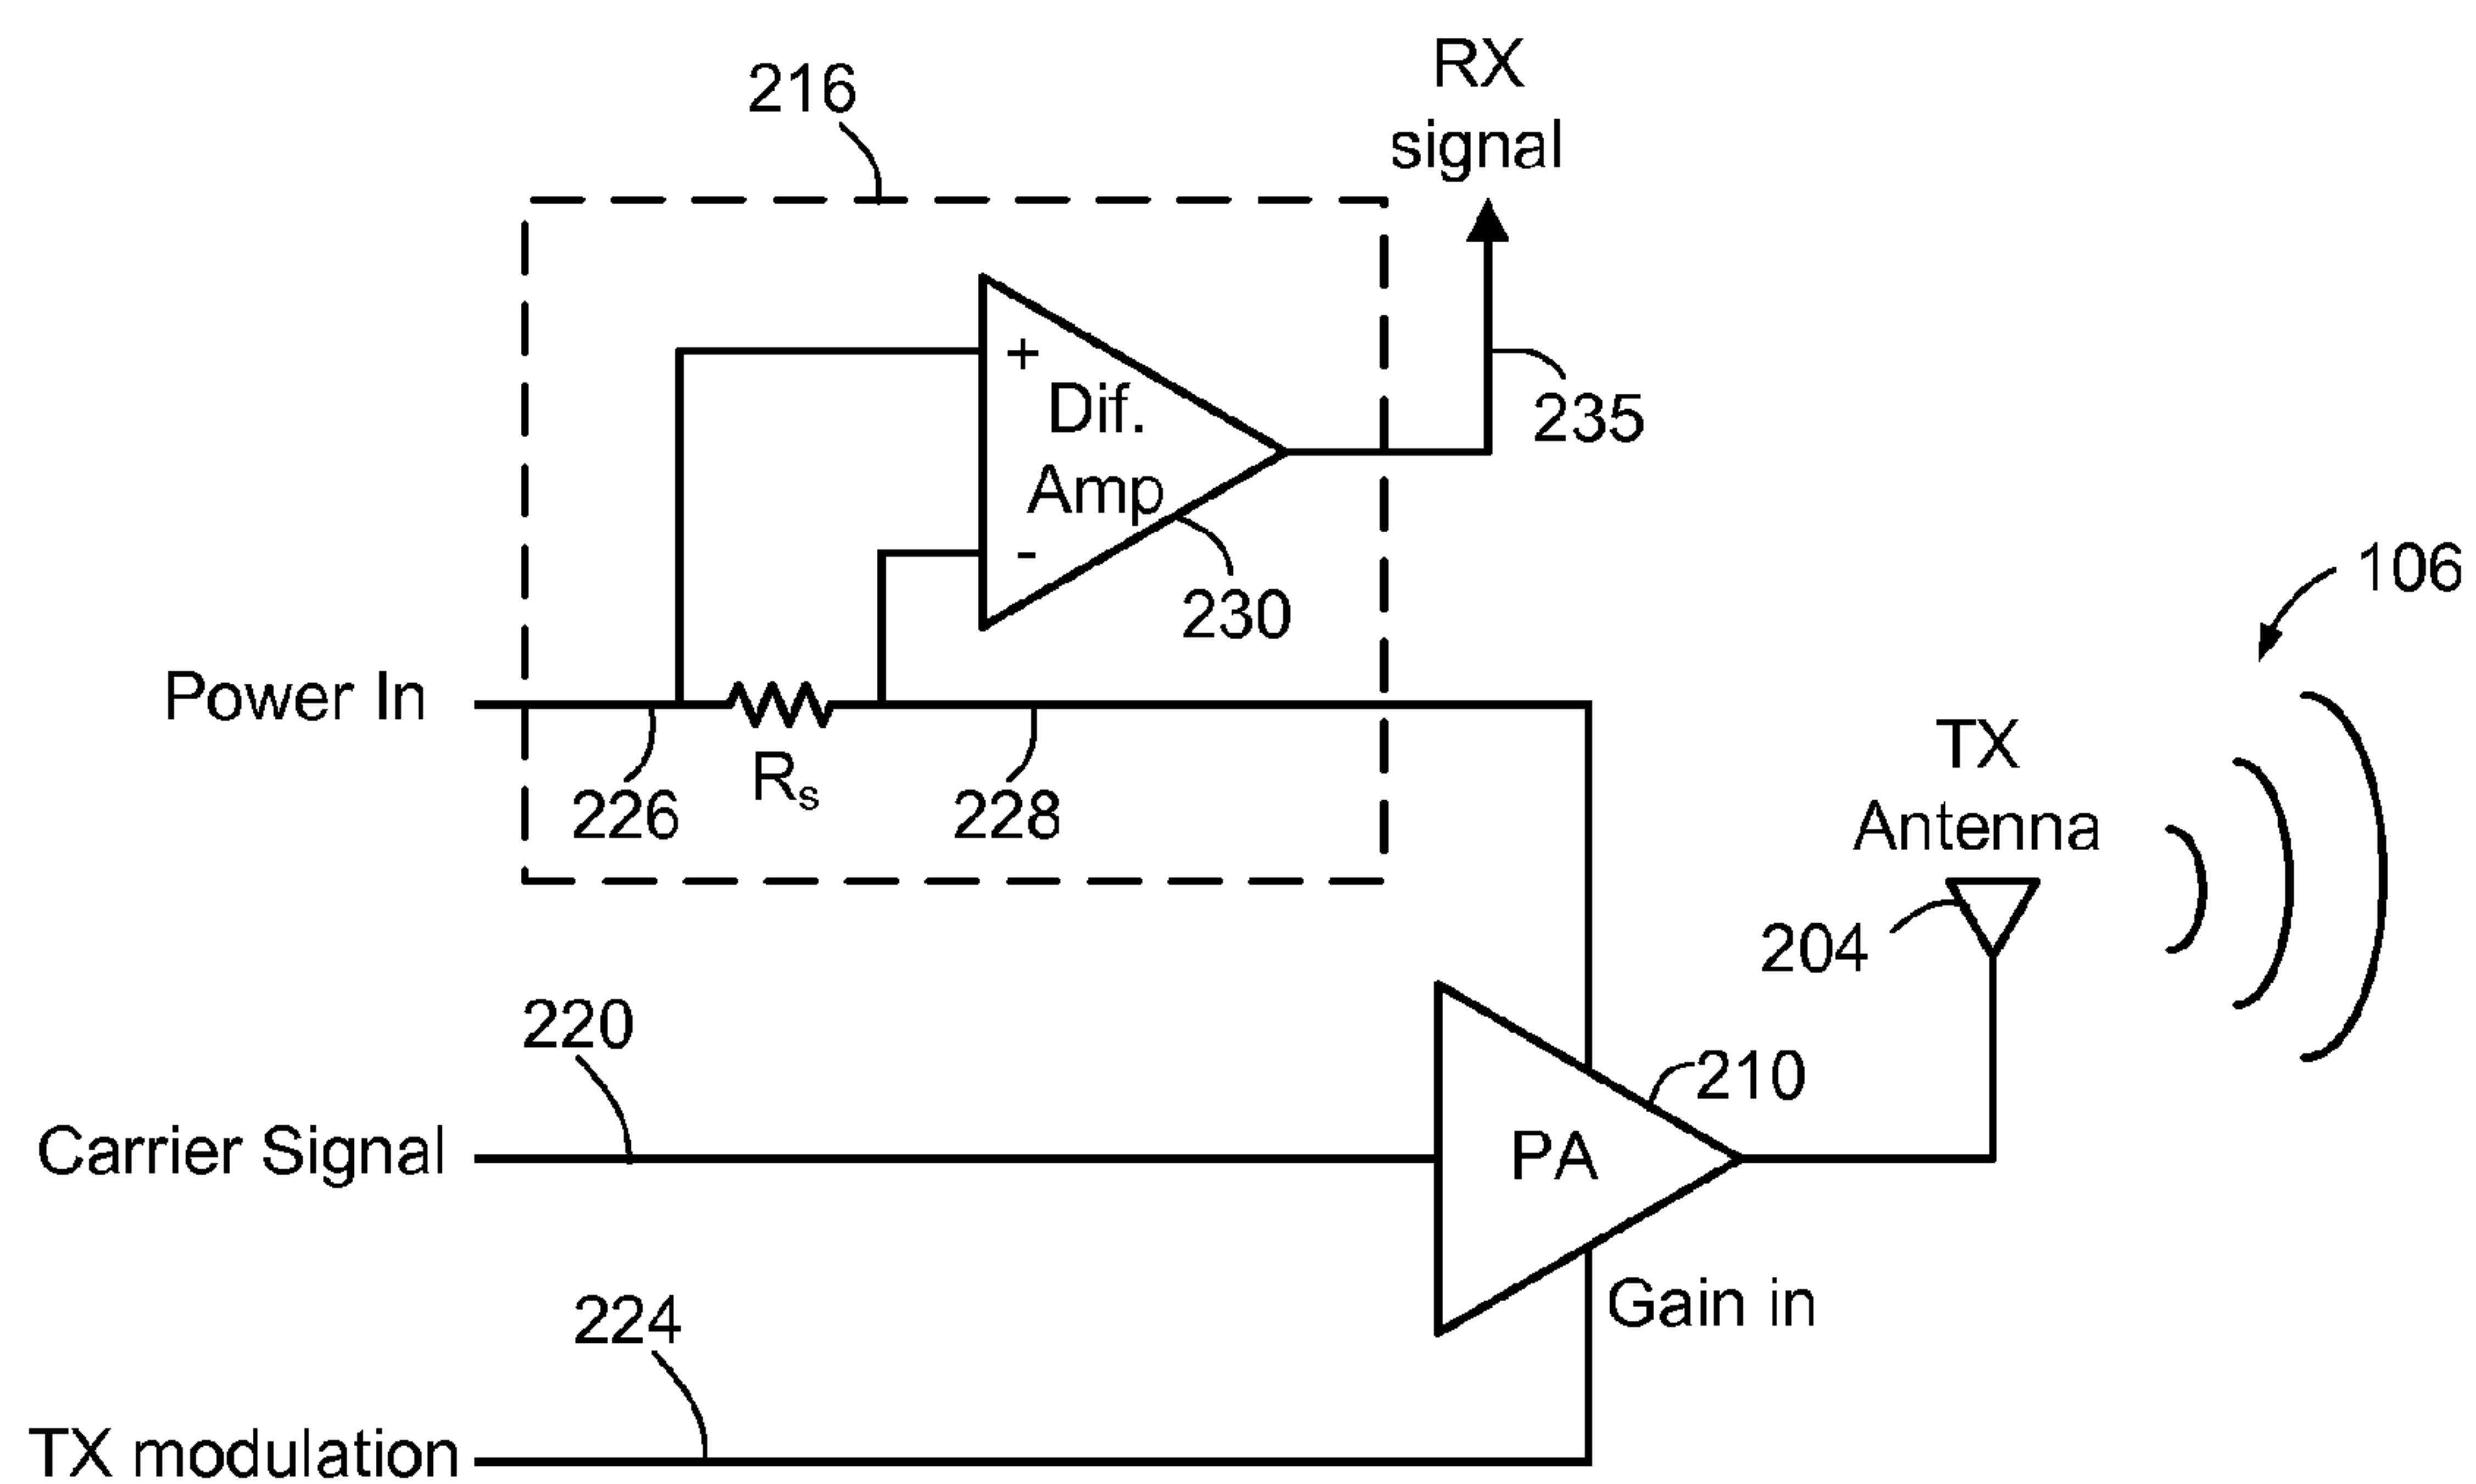 216
RX
signal
+
Dif.
Amp
-
235
230
106
Power In
Rs
226
228
TX
Antenna
204
220
210
Carrier Signal
PA
224
Gain in
TX modulation